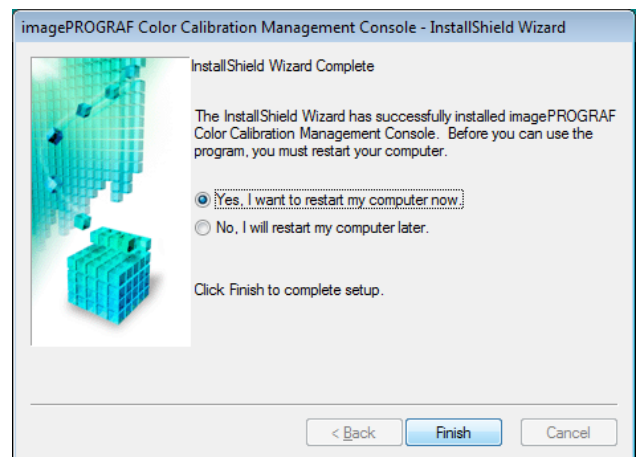 imagePROGRAF Color Calibration Management Console - InstallShield Wizard
InstallShield Wizard Complete
The InstallShield Wizard has successfully installed imagePROGRAF
Color Calibration Management Console.  Before you can use the
program, you must restart your computer.
Yes, I want to restart my computer now.
No, I will restart my computer later.
Click Finish to complete setup.
< Back
Finish
Cancel